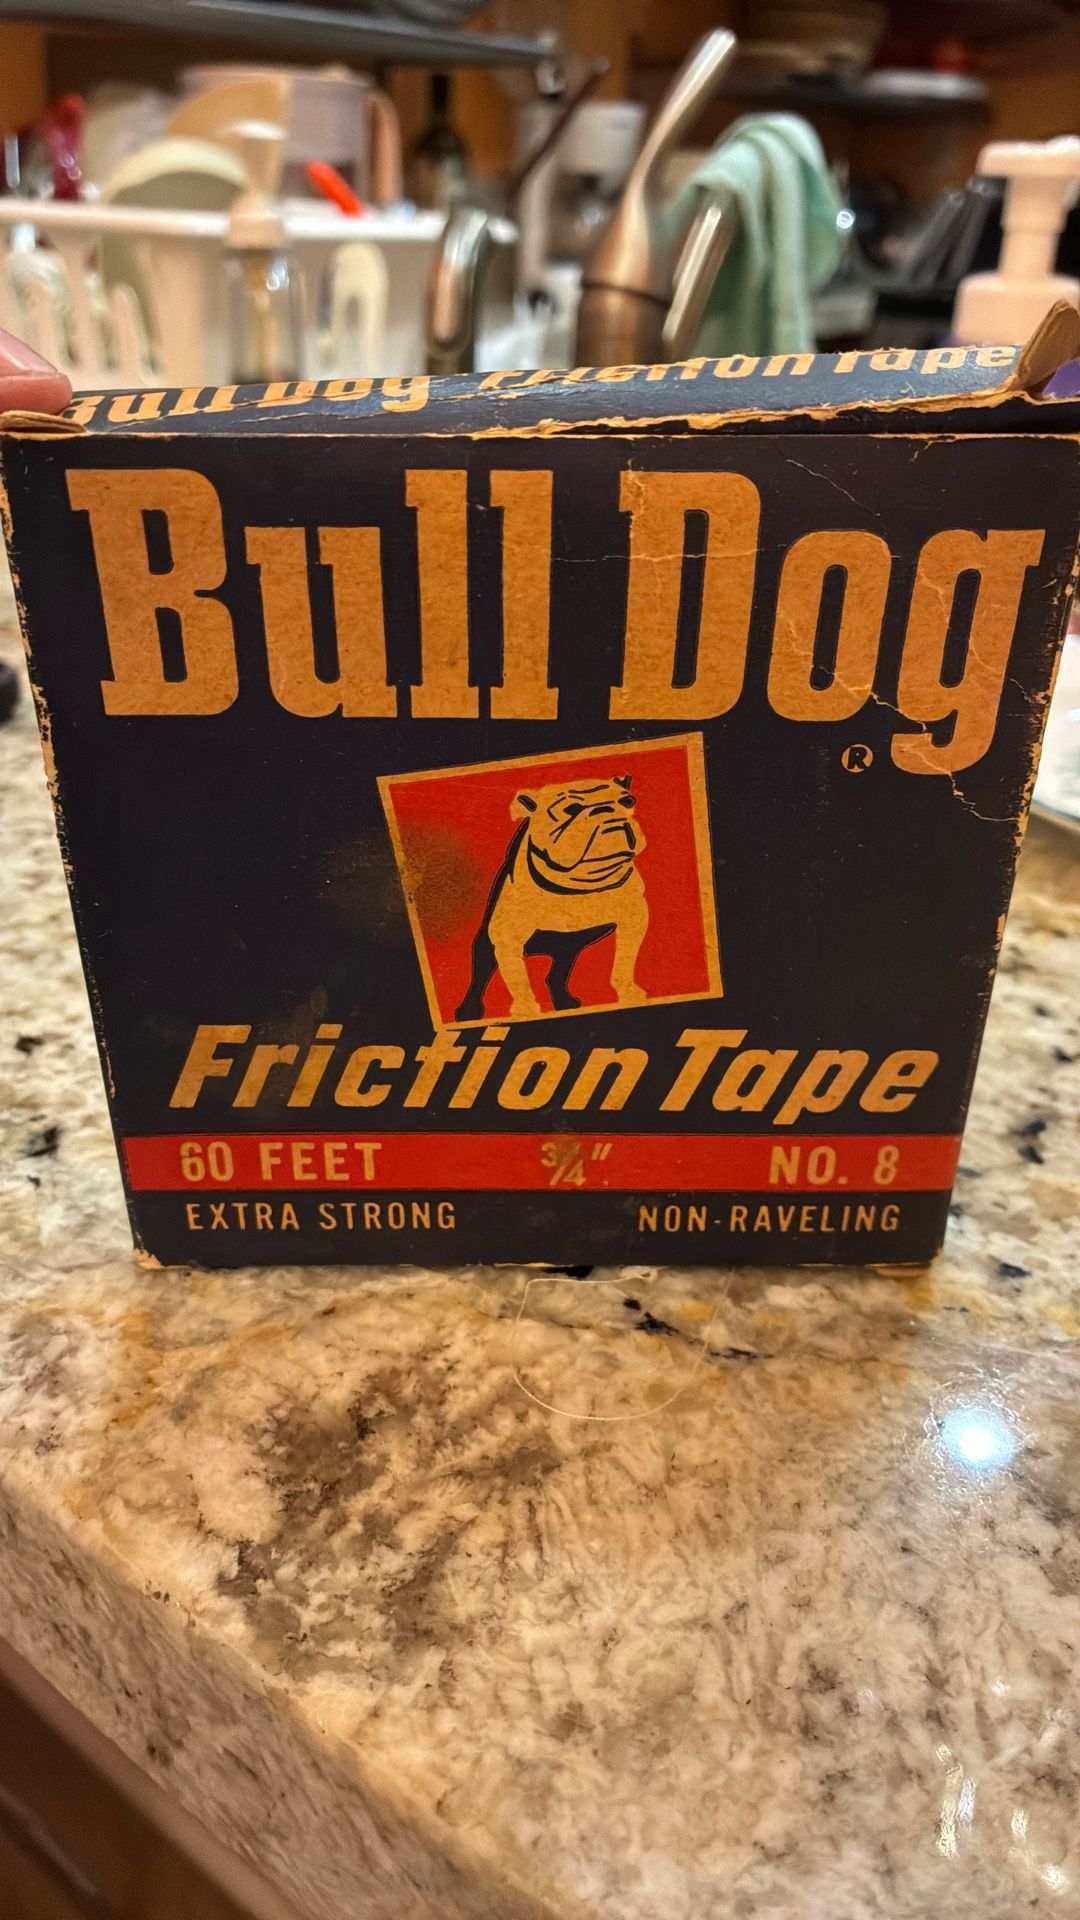 Bull Dog Friction Tape
Bull Dog
®
Friction Tape
60 FEET 3/4" NO. 8
EXTRA STRONG NON-RAVELING